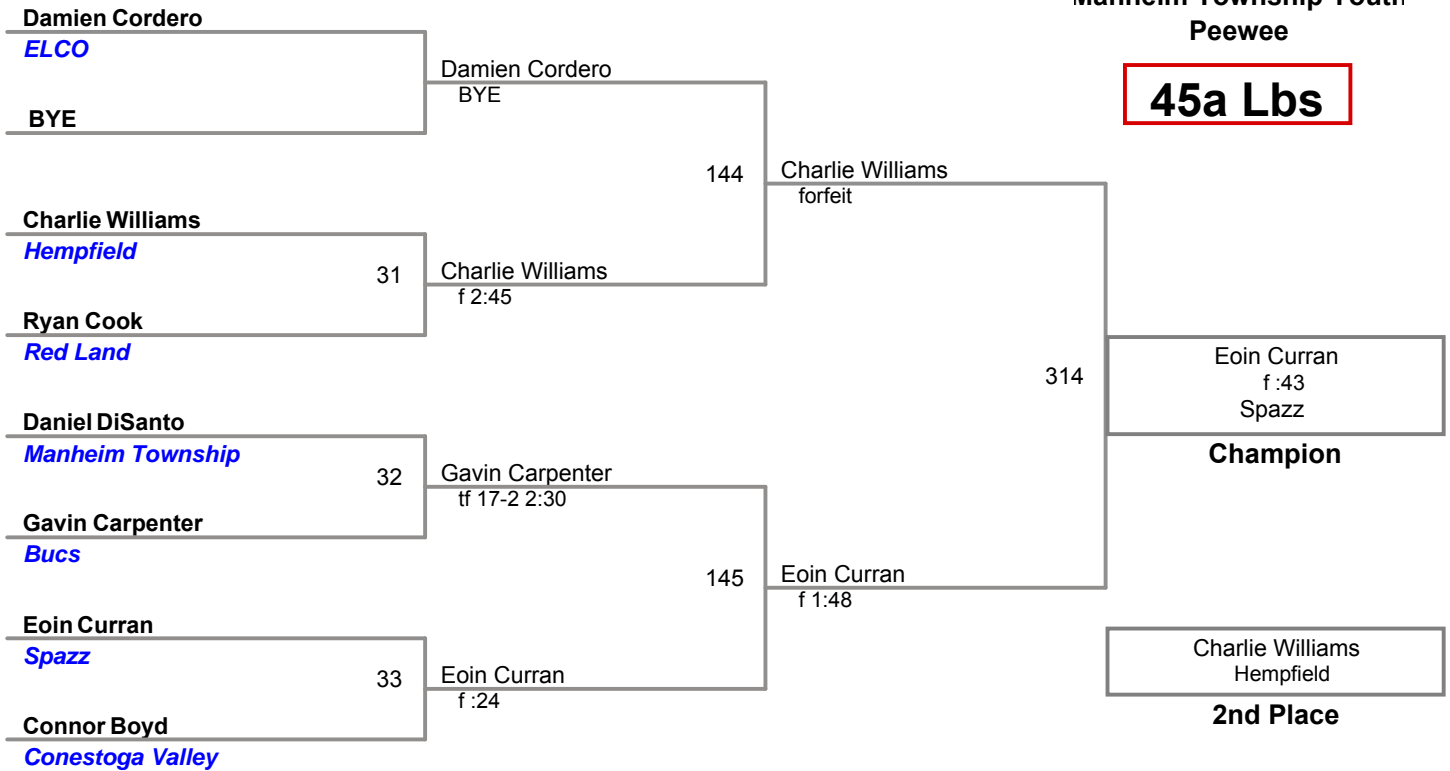 Manheim Township Youth
Peewee
45a Lbs
Damien Cordero
ELCO
BYE
Damien Cordero
BYE
Charlie Williams
Hempfield
Ryan Cook
Red Land
31
Charlie Williams
f 2:45
144
Charlie Williams
forfeit
Daniel DiSanto
Manheim Township
Gavin Carpenter
Bucs
32
Gavin Carpenter
tf 17-2 2:30
Eoin Curran
Spazz
Connor Boyd
Conestoga Valley
33
Eoin Curran
f :24
145
Eoin Curran
f 1:48
314
Eoin Curran
f :43
Spazz
Champion
Charlie Williams
Hempfield
2nd Place